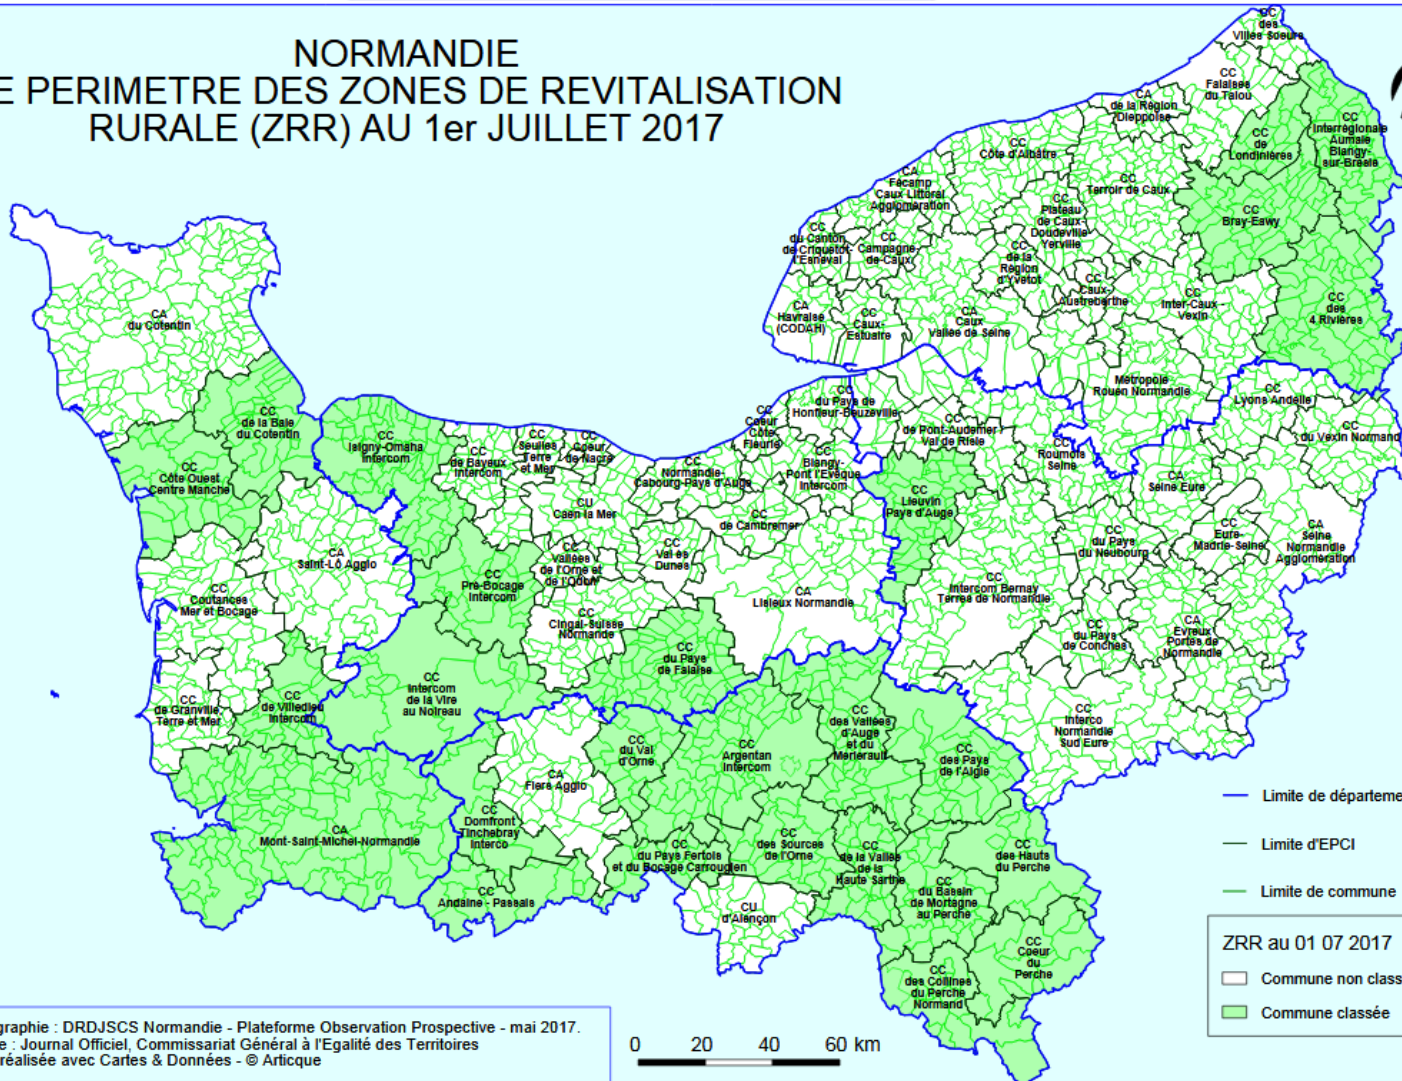 NORMANDIE
E PERIMETRE DES ZONES DE REVITALISATION
RURALE (ZRR) AU 1er JUILLET 2017
CC
des
Villes Soeurs
CC
Falaises
du Talou
CA
de la Région
Dieppoise
CC
Interrégionale
Aumale
Blangy-
sur-Bresle
CC
de
Londinières
CC
Côte d'Albâtre
CA
Fécamp
Caux Littoral
Agglomération
CC
Terroir de Caux
CC
Plateau
de Caux-
Doudeville-
Yerville
CC
Bray-Eawy
CC
du Canton
de Criquetot-
l'Esneval
CC
Campagne-
de-Caux
CC
de la
Région
d'Yvetot
CC
Caux-
Austreberthe
CC
Inter-Caux -
Vexin
CC
des
4 Rivières
CA
Havraise
(CODAH)
CC
Caux-
Estuaire
CA
Caux
Vallée de Seine
Métropole
Rouen Normandie
CA
du Cotentin
CC
de la Baie
du Cotentin
CC
Côte Ouest
Centre Manche
CC
Isigny-Omaha
Intercom
CC
de Bayeux
Intercom
CC
Seulles
Terre
et Mer
CC
Coeur
de Nacre
CC
Normandie-
Cabourg-Pays d'Auge
CC
Coeur
Côte
Fleurie
CC
du Pays de
Honfleur-Beuzeville
CC
Blangy-
Pont l'Evêque
Intercom
CC
de Pont-Audemer /
Val de Risle
CC
Roumois
Seine
CC
Lyons Andelle
CC
du Vexin Normand
CA
Seine Eure
CC
Lieuvin
Pays d'Auge
CU
Caen la Mer
CC
de Cambremer
CC
Val ès
Dunes
CC
Vallées
de l'Orne et
de l'Odon
CA
Saint-Lô Agglo
CC
Pré-Bocage
Intercom
CC
Coutances
Mer et Bocage
CC
Cingal-Suisse
Normande
CA
Lisieux Normandie
CC
Intercom Bernay
Terres de Normandie
CC
du Pays
du Neubourg
CC
Eure-
Madrie-Seine
CA
Seine
Normandie
Agglomération
CC
du Pays
de Conches
CA
Evreux
Portes de
Normandie
CC
du Pays
de Falaise
CC
Intercom
de la Vire
au Noireau
CC
de Villedieu
Intercom
CC
de Granville,
Terre et Mer
CC
Interco
Normandie
Sud Eure
CC
du Val
d'Orne
CC
Argentan
Intercom
CC
des Vallées
d'Auge
et du
Merlerault
CC
des Pays
de l'Aigle
CA
Flers Agglo
CC
Domfront
Tinchebray
Interco
CA
Mont-Saint-Michel-Normandie
CC
Andaine - Passais
CC
du Pays Fertois
et du Bocage Carrougien
CC
des Sources
de l'Orne
CC
de la Vallée
de la
Haute Sarthe
CC
des Hauts
du Perche
CC
du Bassin
de Mortagne
au Perche
CU
d'Alençon
CC
Coeur
du
Perche
CC
des Collines
du Perche
Normand
Limite de départeme
Limite d'EPCI
Limite de commune
ZRR au 01 07 2017
Commune non class
Commune classée
graphie : DRDJSCS Normandie - Plateforme Observation Prospective - mai 2017.
e : Journal Officiel, Commissariat Général à l'Egalité des Territoires
réalisée avec Cartes & Données - © Articque
0 20 40 60 km